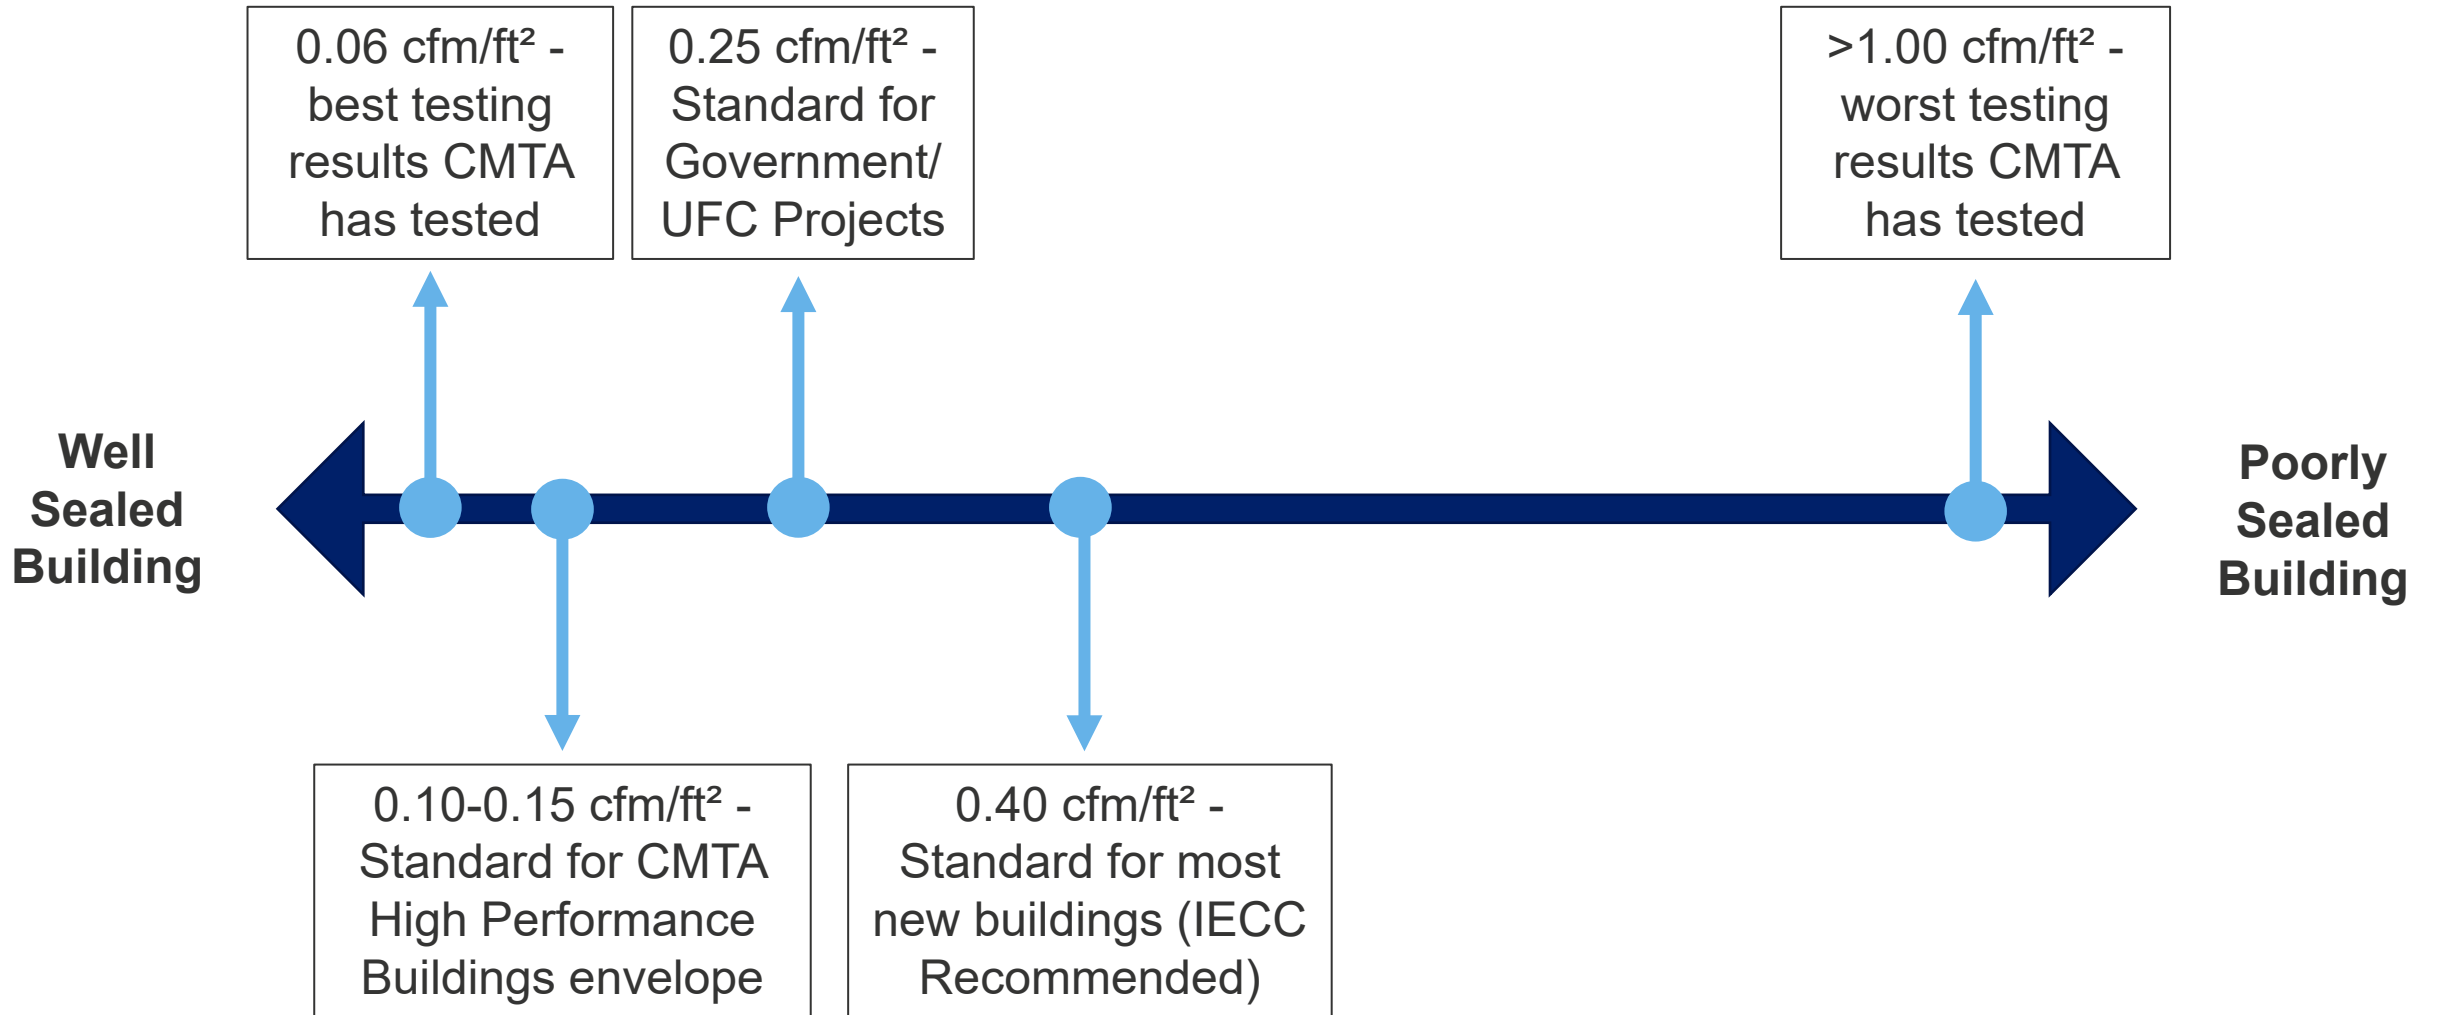 0.06 cfm/ft² -
best testing
results CMTA
has tested
0.25 cfm/ft² -
Standard for
Government/
UFC Projects
>1.00 cfm/ft² -
worst testing
results CMTA
has tested
Well
Sealed
Building
Poorly
Sealed
Building
0.10-0.15 cfm/ft² -
Standard for CMTA
High Performance
Buildings envelope
0.40 cfm/ft² -
Standard for most
new buildings (IECC
Recommended)